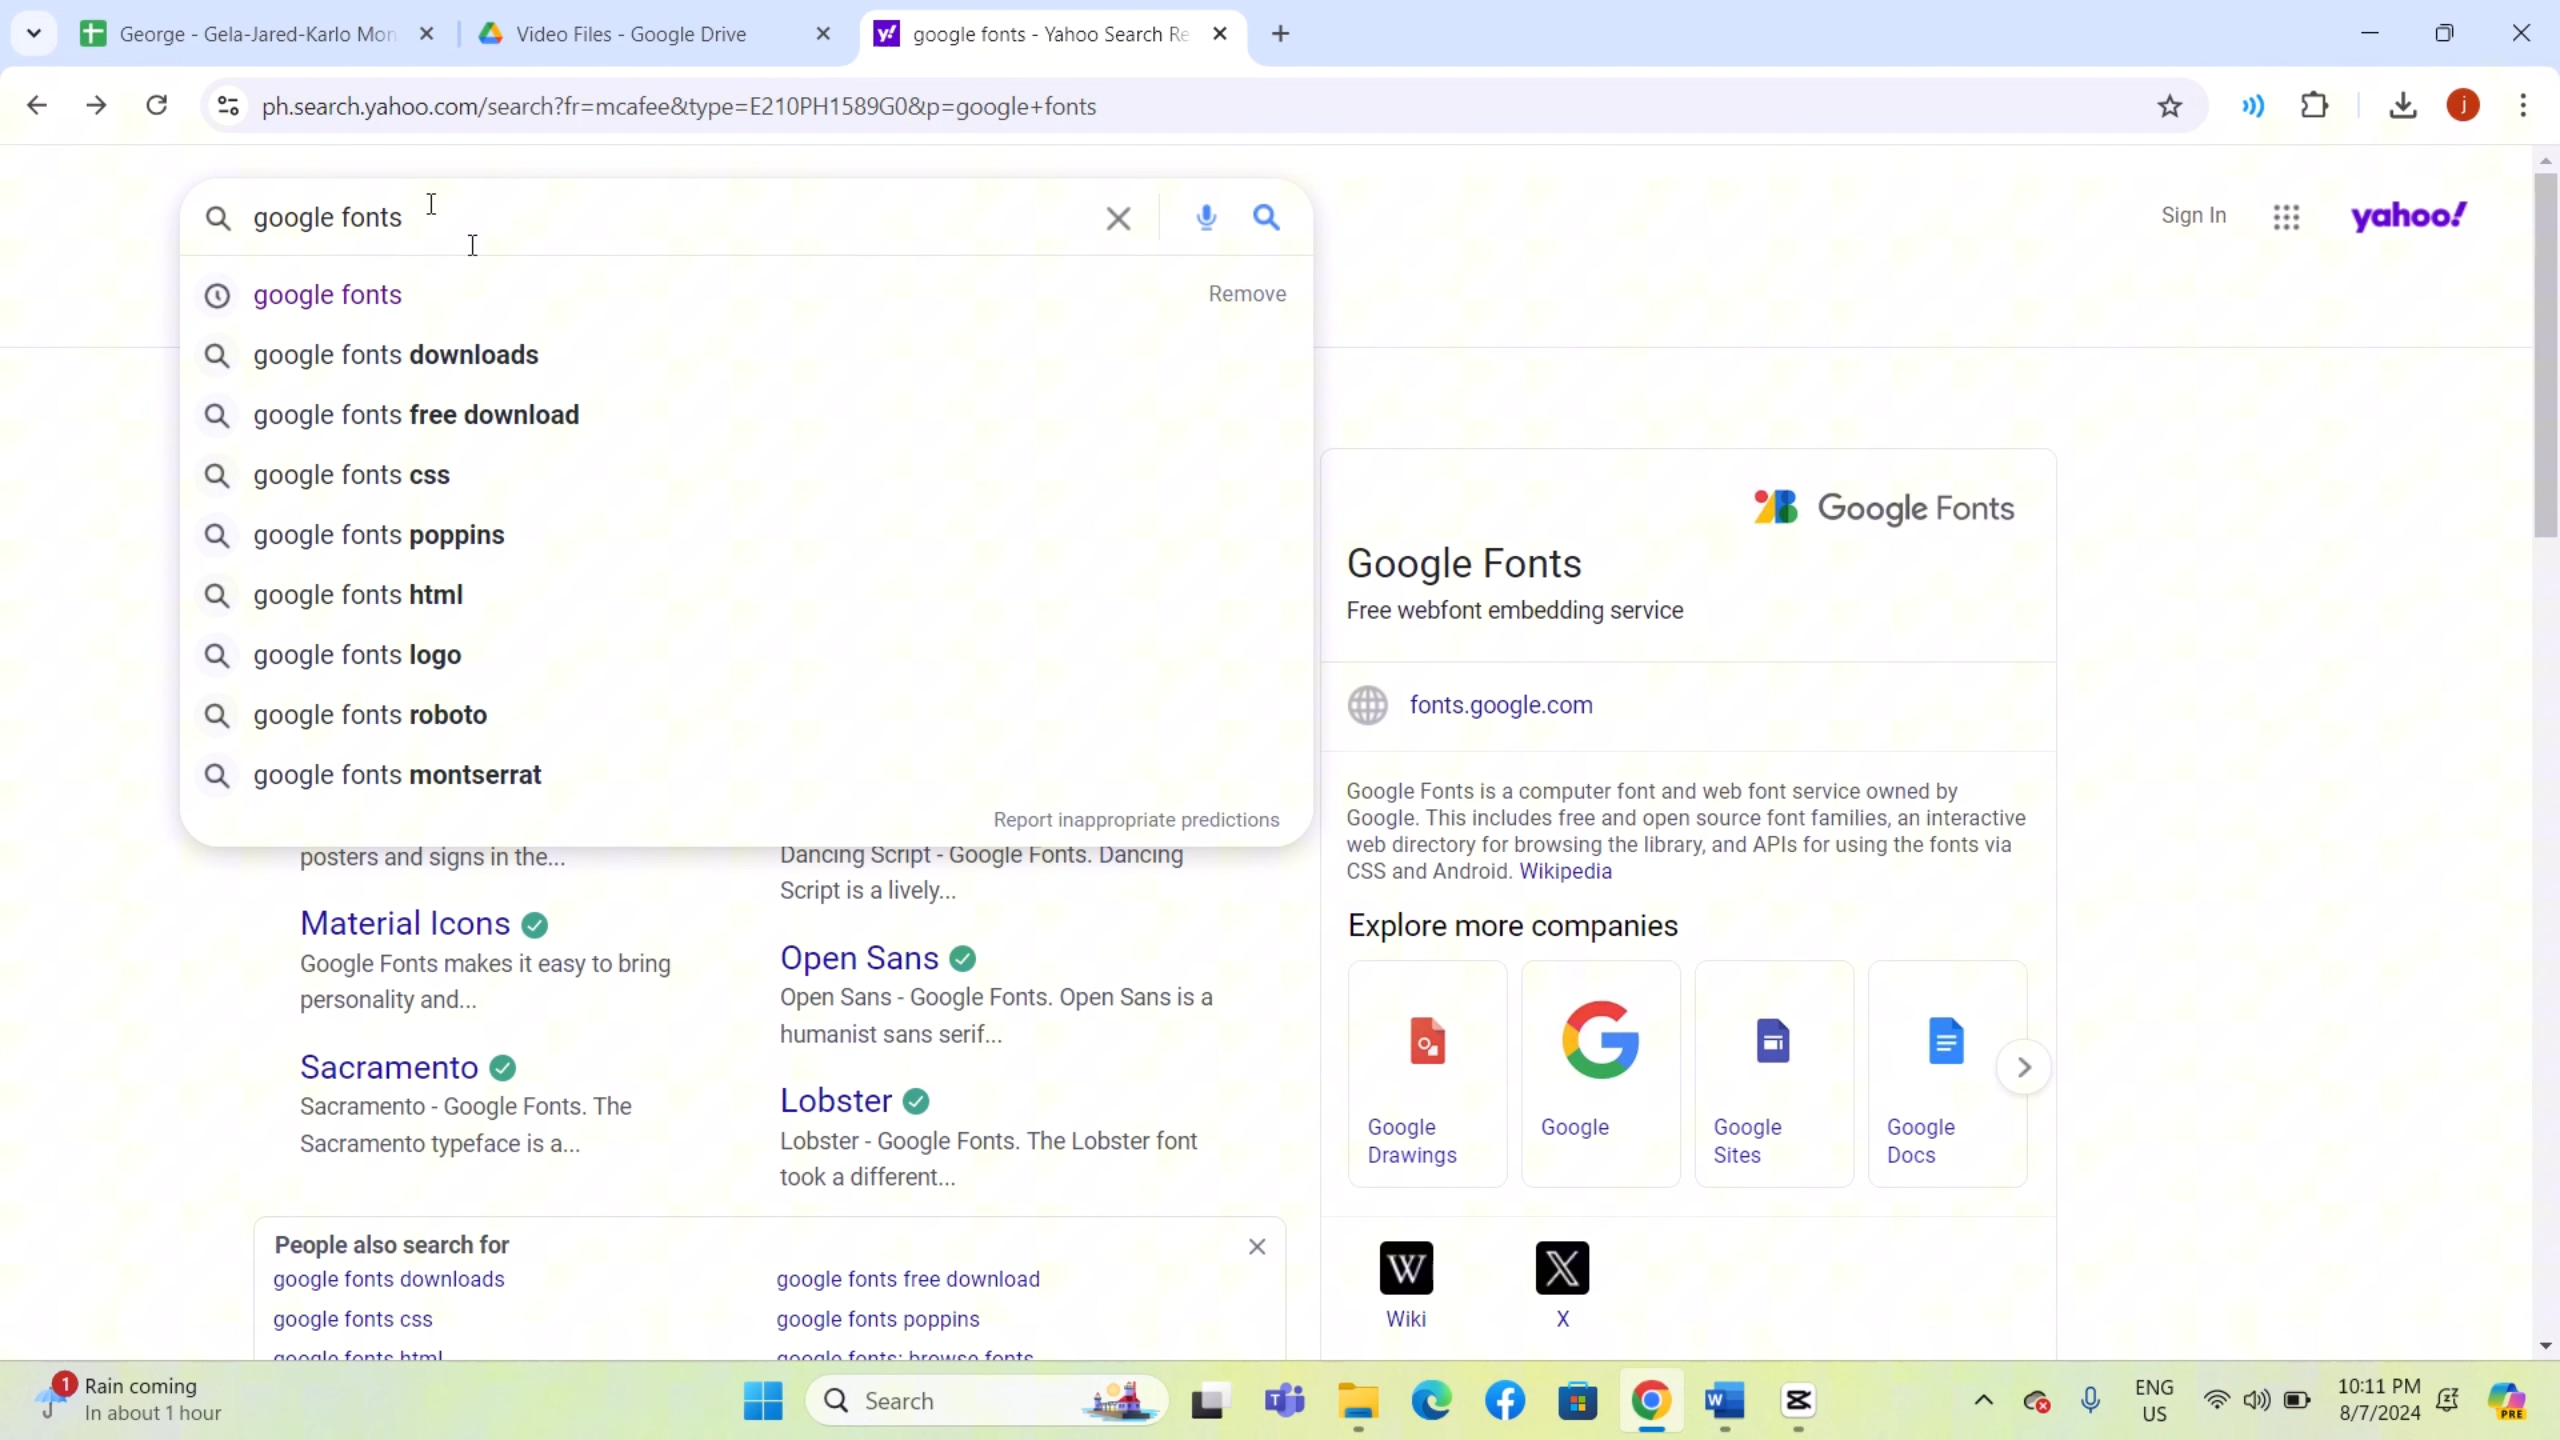 George - Gela-Jared-Karlo Mon
Video Files - Google Drive
google fonts - Yahoo Search Re
ph.search.yahoo.com/search?fr=mcafee&type=E210PH1589G0&p=google+fonts
j
google fonts
Sign In
yahoo!
google fonts
Remove
google fonts downloads
google fonts free download
google fonts css
google fonts poppins
google fonts html
google fonts logo
google fonts roboto
google fonts montserrat
Report inappropriate predictions
posters and signs in the...
Material Icons
Google Fonts makes it easy to bring
personality and...
Sacramento
Sacramento - Google Fonts. The
Sacramento typeface is a...
Dancing Script - Google Fonts. Dancing
Script is a lively...
Open Sans
Open Sans - Google Fonts. Open Sans is a
humanist sans serif...
Lobster
Lobster - Google Fonts. The Lobster font
took a different...
People also search for
google fonts downloads
google fonts free download
google fonts css
google fonts poppins
google fonts html
google fonts: browse fonts
Google Fonts
Google Fonts
Free webfont embedding service
fonts.google.com
Google Fonts is a computer font and web font service owned by
Google. This includes free and open source font families, an interactive
web directory for browsing the library, and APIs for using the fonts via
CSS and Android. Wikipedia
Explore more companies
Google
Drawings
Google
Google
Sites
Google
Docs
W
Wiki
X
1
Rain coming
In about 1 hour
Search
ENG
US
10:11 PM
8/7/2024
PRE